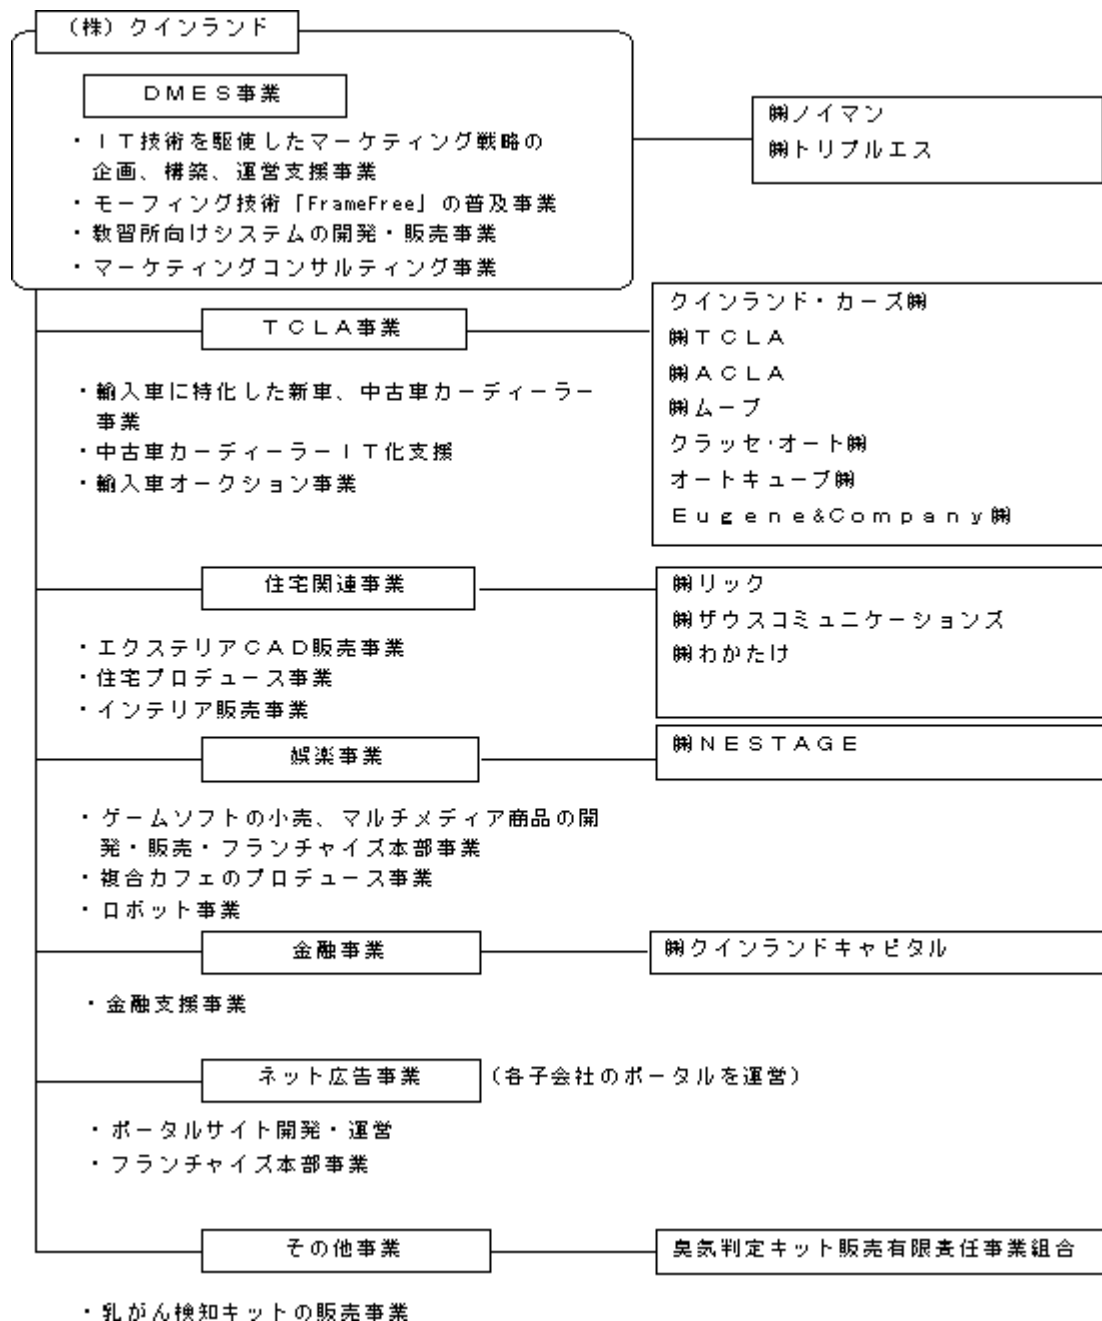 (株)クインランド
DMES事業
・IT技術を駆使したマーケティング戦略の
企画、構築、運営支援事業
・モーフィング技術「FrameFree」の普及事業
・教習所向けシステムの開発・販売事業
・マーケティングコンサルティング事業
㈱ノイマン
㈱トリプルエス
TCLA事業
・輸入車に特化した新車、中古車カーディーラー
事業
・中古車カーディーラーIT化支援
・輸入車オークション事業
クインランド・カーズ㈱
㈱TCLA
㈱ACLA
㈱ムーブ
クラッセ・オート㈱
オートキューブ㈱
Eugene&Company㈱
住宅関連事業
・エクステリアCAD販売事業
・住宅プロデュース事業
・インテリア販売事業
㈱リック
㈱ザウスコミュニケーションズ
㈱わかたけ
娯楽事業
㈱NESTAGE
・ゲームソフトの小売、マルチメディア商品の開
発・販売・フランチャイズ本部事業
・複合カフェのプロデュース事業
・ロボット事業
金融事業
㈱クインランドキャピタル
・金融支援事業
ネット広告事業
(各子会社のポータルを運営)
・ポータルサイト開発・運営
・フランチャイズ本部事業
その他事業
臭気判定キット販売有限責任事業組合
・乳がん検知キットの販売事業